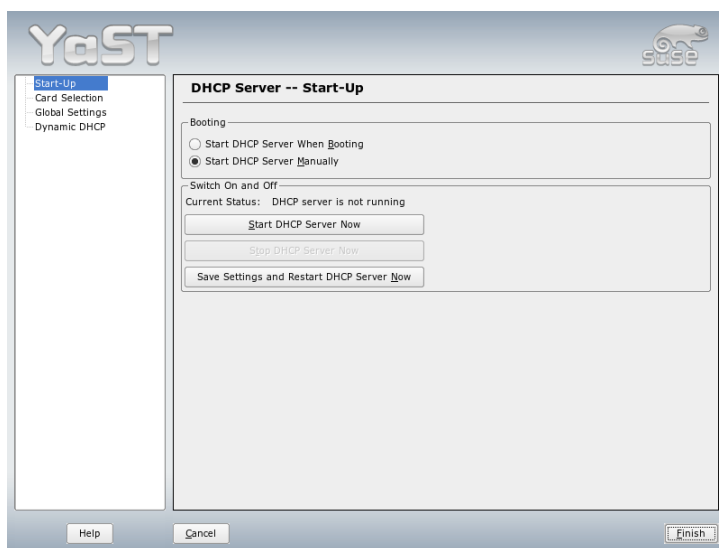 YaST
SUSE
Start-Up
Card Selection
Global Settings
Dynamic DHCP
DHCP Server -- Start-Up
Booting
Start DHCP Server When Booting
Start DHCP Server Manually
Switch On and Off
Current Status: DHCP server is not running
Start DHCP Server Now
Stop DHCP Server Now
Save Settings and Restart DHCP Server Now
Help
Cancel
Finish